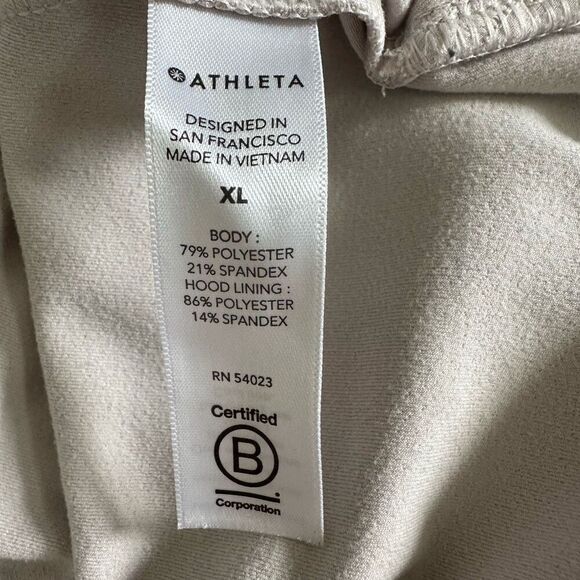 ATHLETA
DESIGNED IN
SAN FRANCISCO
MADE IN VIETNAM
XL
BODY :
79% POLYESTER
21% SPANDEX
HOOD LINING :
86% POLYESTER
14% SPANDEX
RN 54023
Certified
B
Corporation